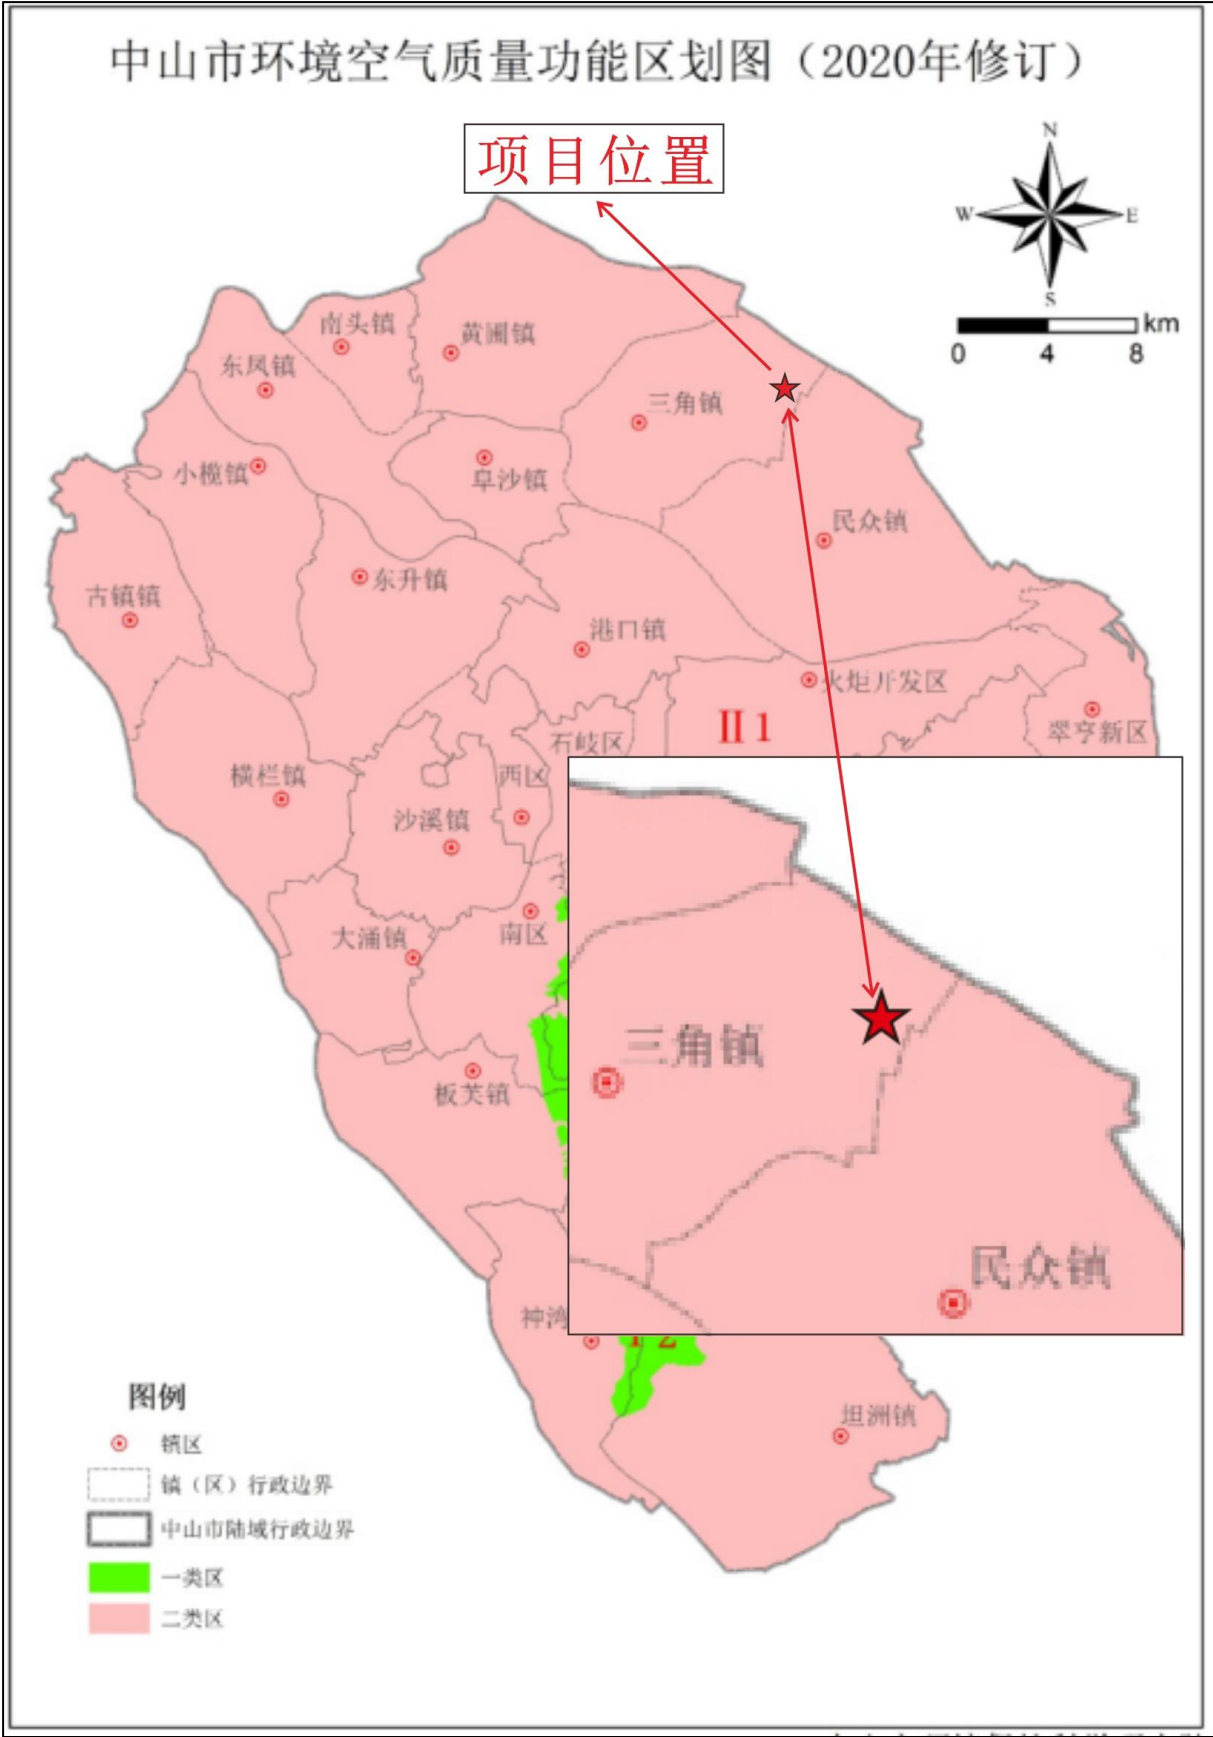 中山市环境空气质量功能区划图（2020年修订）
项目位置
N
W
E
S
km
0 4 8
南头镇
黄圃镇
东凤镇
三角镇
小榄镇
阜沙镇
民众镇
东升镇
古镇镇
港口镇
火炬开发区
Ⅱ1
翠亨新区
石岐区
横栏镇
西区
沙溪镇
大涌镇
南区
三角镇
板芙镇
民众镇
神湾
坦洲镇
图例
镇区
镇（区）行政边界
中山市陆域行政边界
一类区
二类区